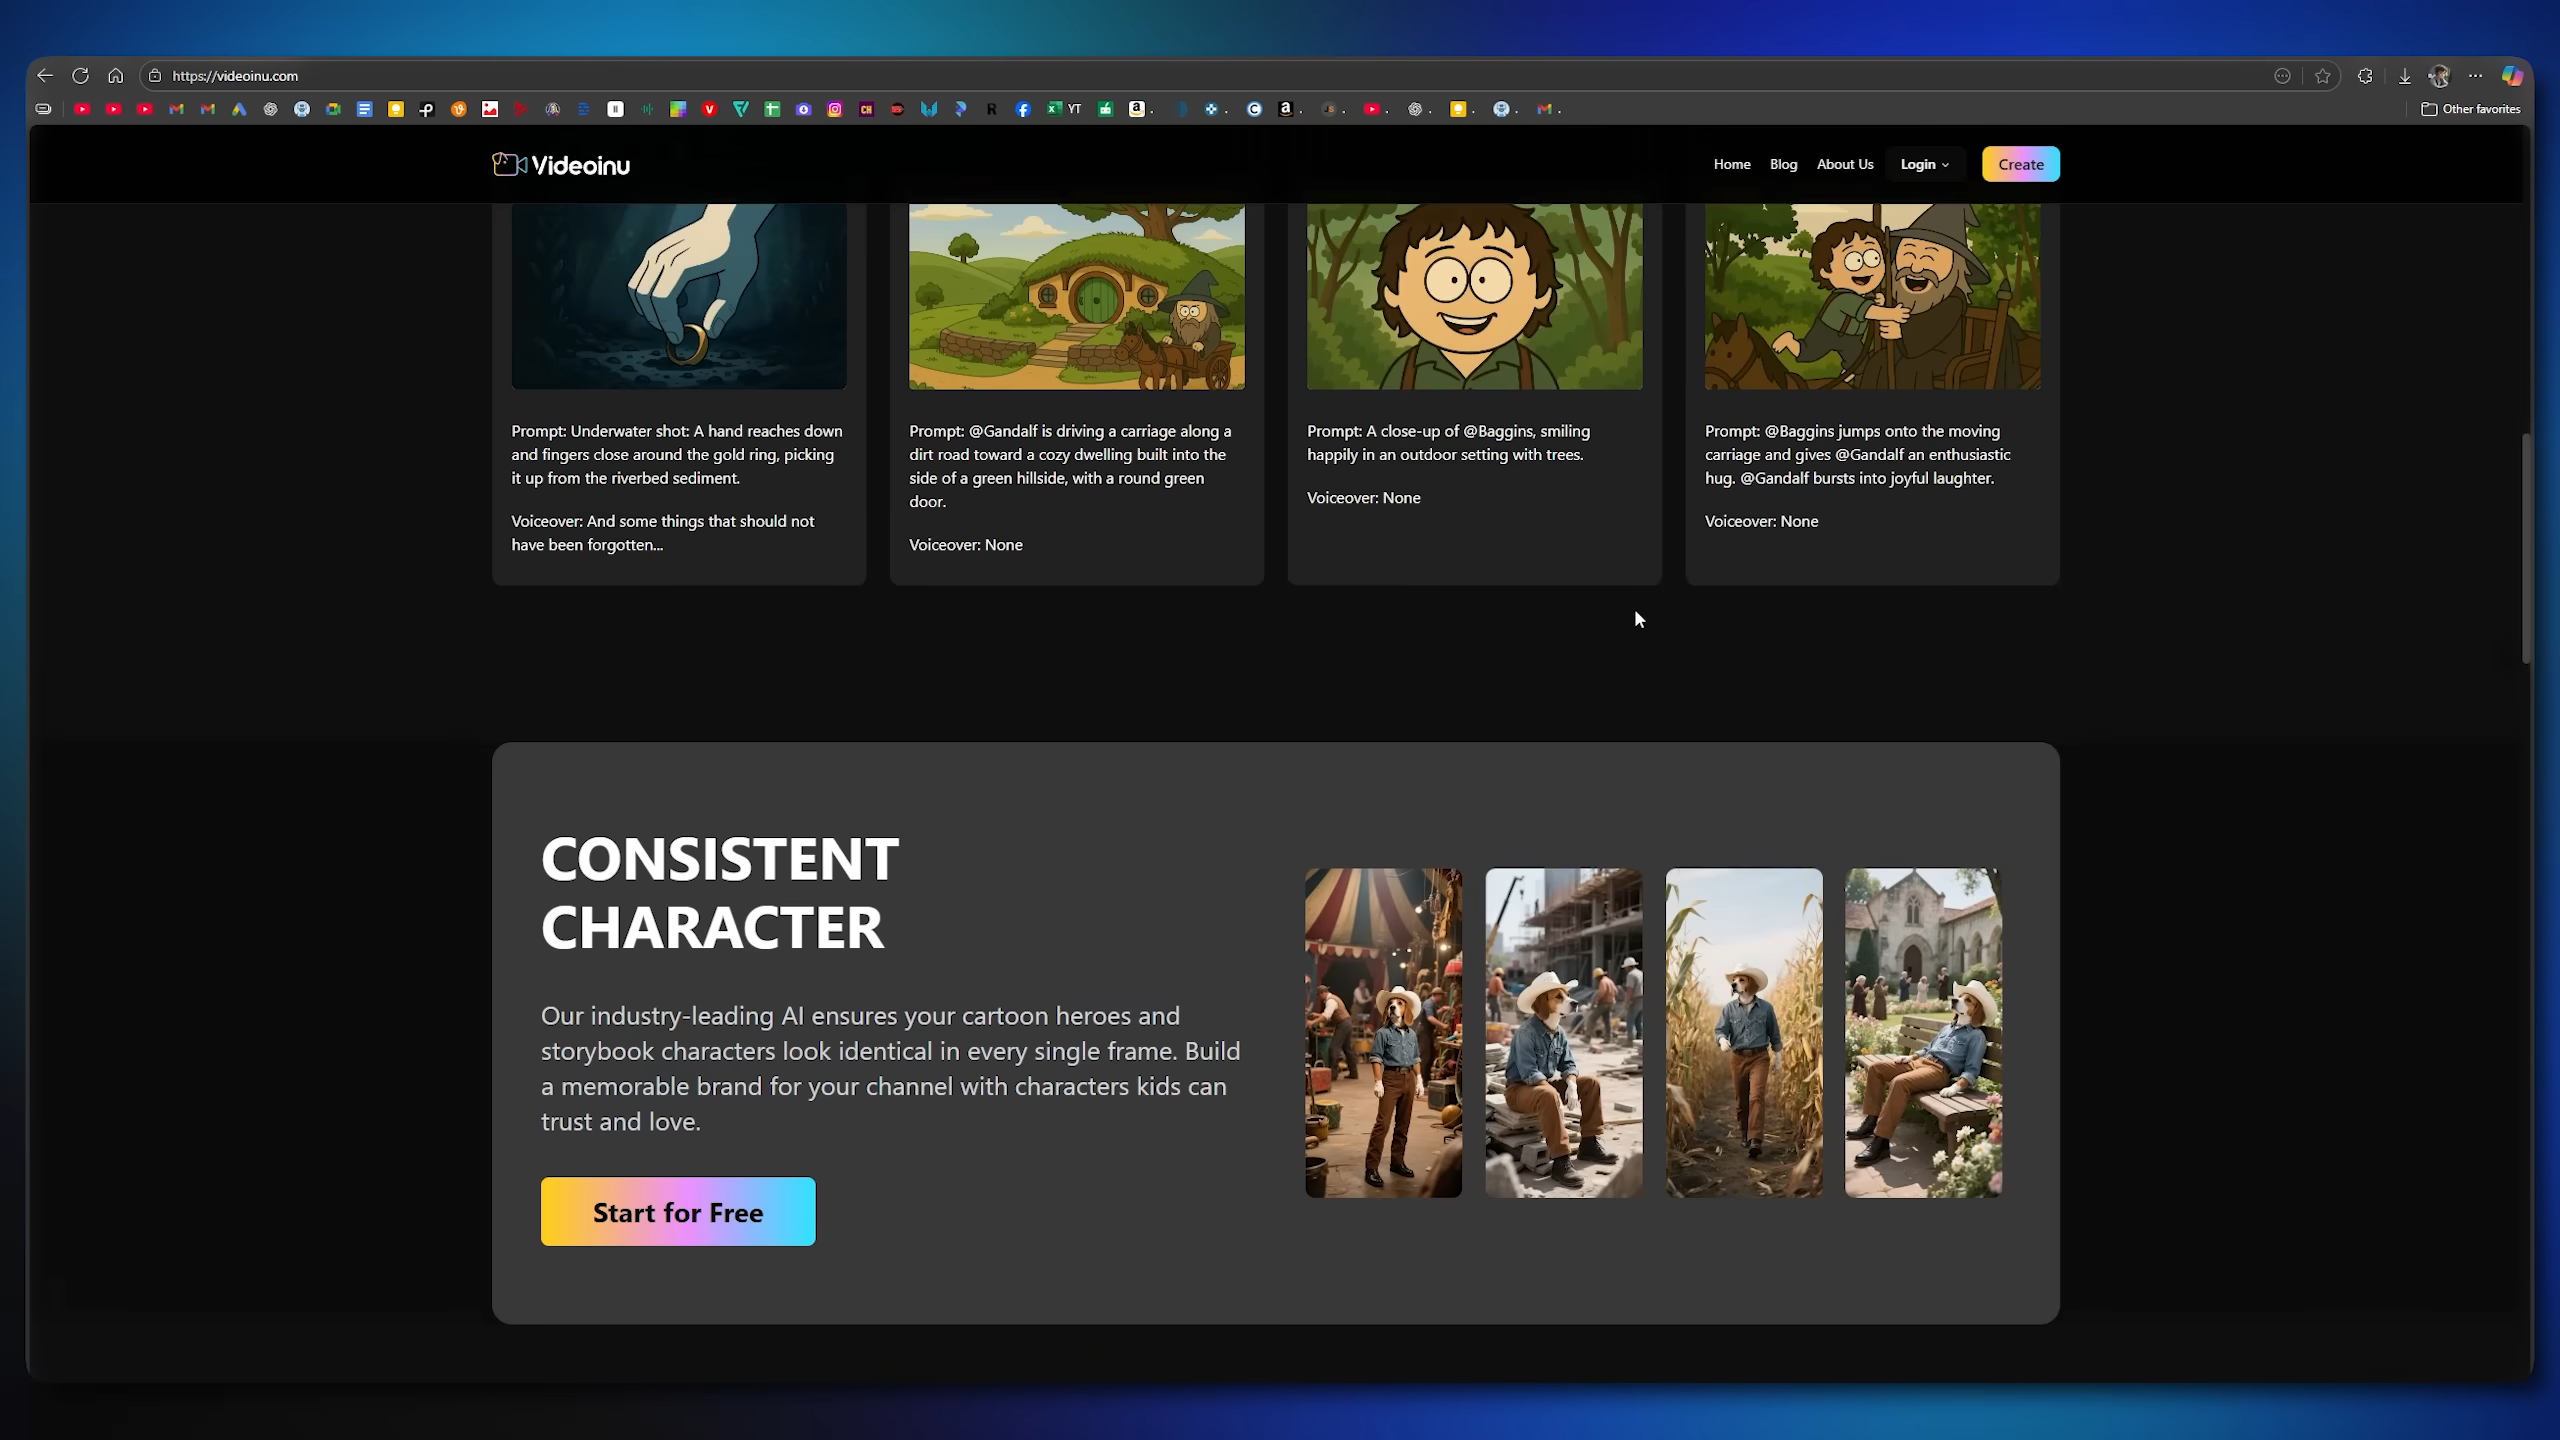 https://videoinu.com
YT
Other favorites
Videoinu
Home
Blog
About Us
Login
Create
Prompt: Underwater shot: A hand reaches down
and fingers close around the gold ring, picking
it up from the riverbed sediment.
Voiceover: And some things that should not
have been forgotten...
Prompt: @Gandalf is driving a carriage along a
dirt road toward a cozy dwelling built into the
side of a green hillside, with a round green
door.
Voiceover: None
Prompt: A close-up of @Baggins, smiling
happily in an outdoor setting with trees.
Voiceover: None
Prompt: @Baggins jumps onto the moving
carriage and gives @Gandalf an enthusiastic
hug. @Gandalf bursts into joyful laughter.
Voiceover: None
CONSISTENT
CHARACTER
Our industry-leading AI ensures your cartoon heroes and
storybook characters look identical in every single frame. Build
a memorable brand for your channel with characters kids can
trust and love.
Start for Free